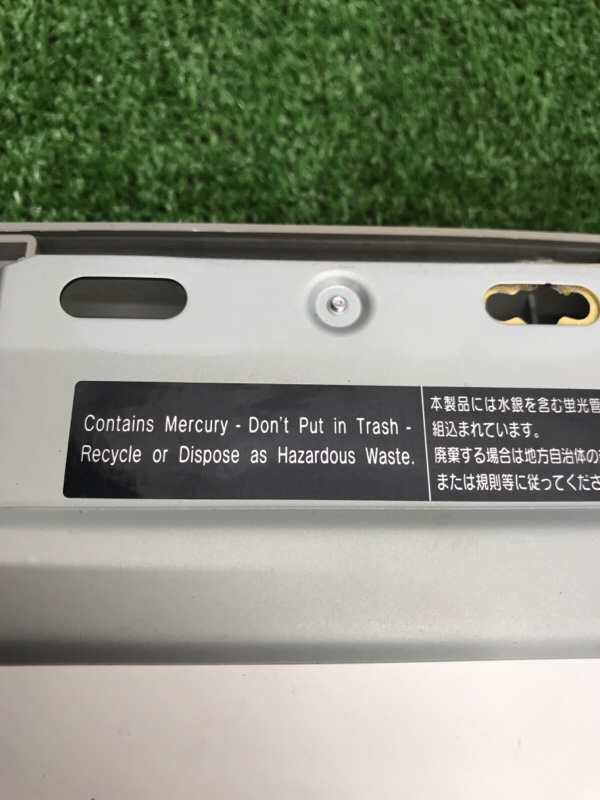 Contains Mercury - Don't Put in Trash -
Recycle or Dispose as Hazardous Waste.
本製品には水銀を含む蛍光管
組込まれています。
廃棄する場合は地方自治体の
または規則等に従ってくださ